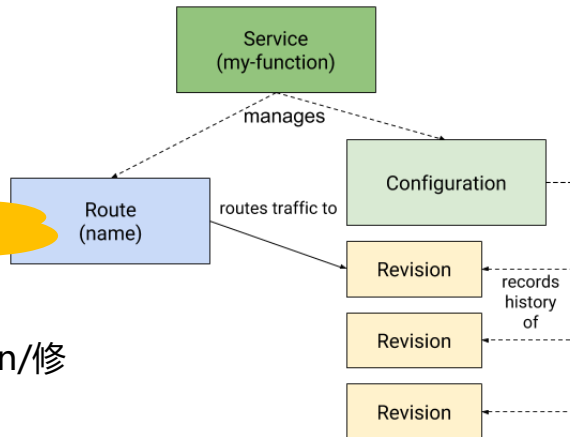 Service
(my-function)
manages
Configuration
Route
(name)
routes traffic to
Revision
records
history
of
Revision
n/修
Revision